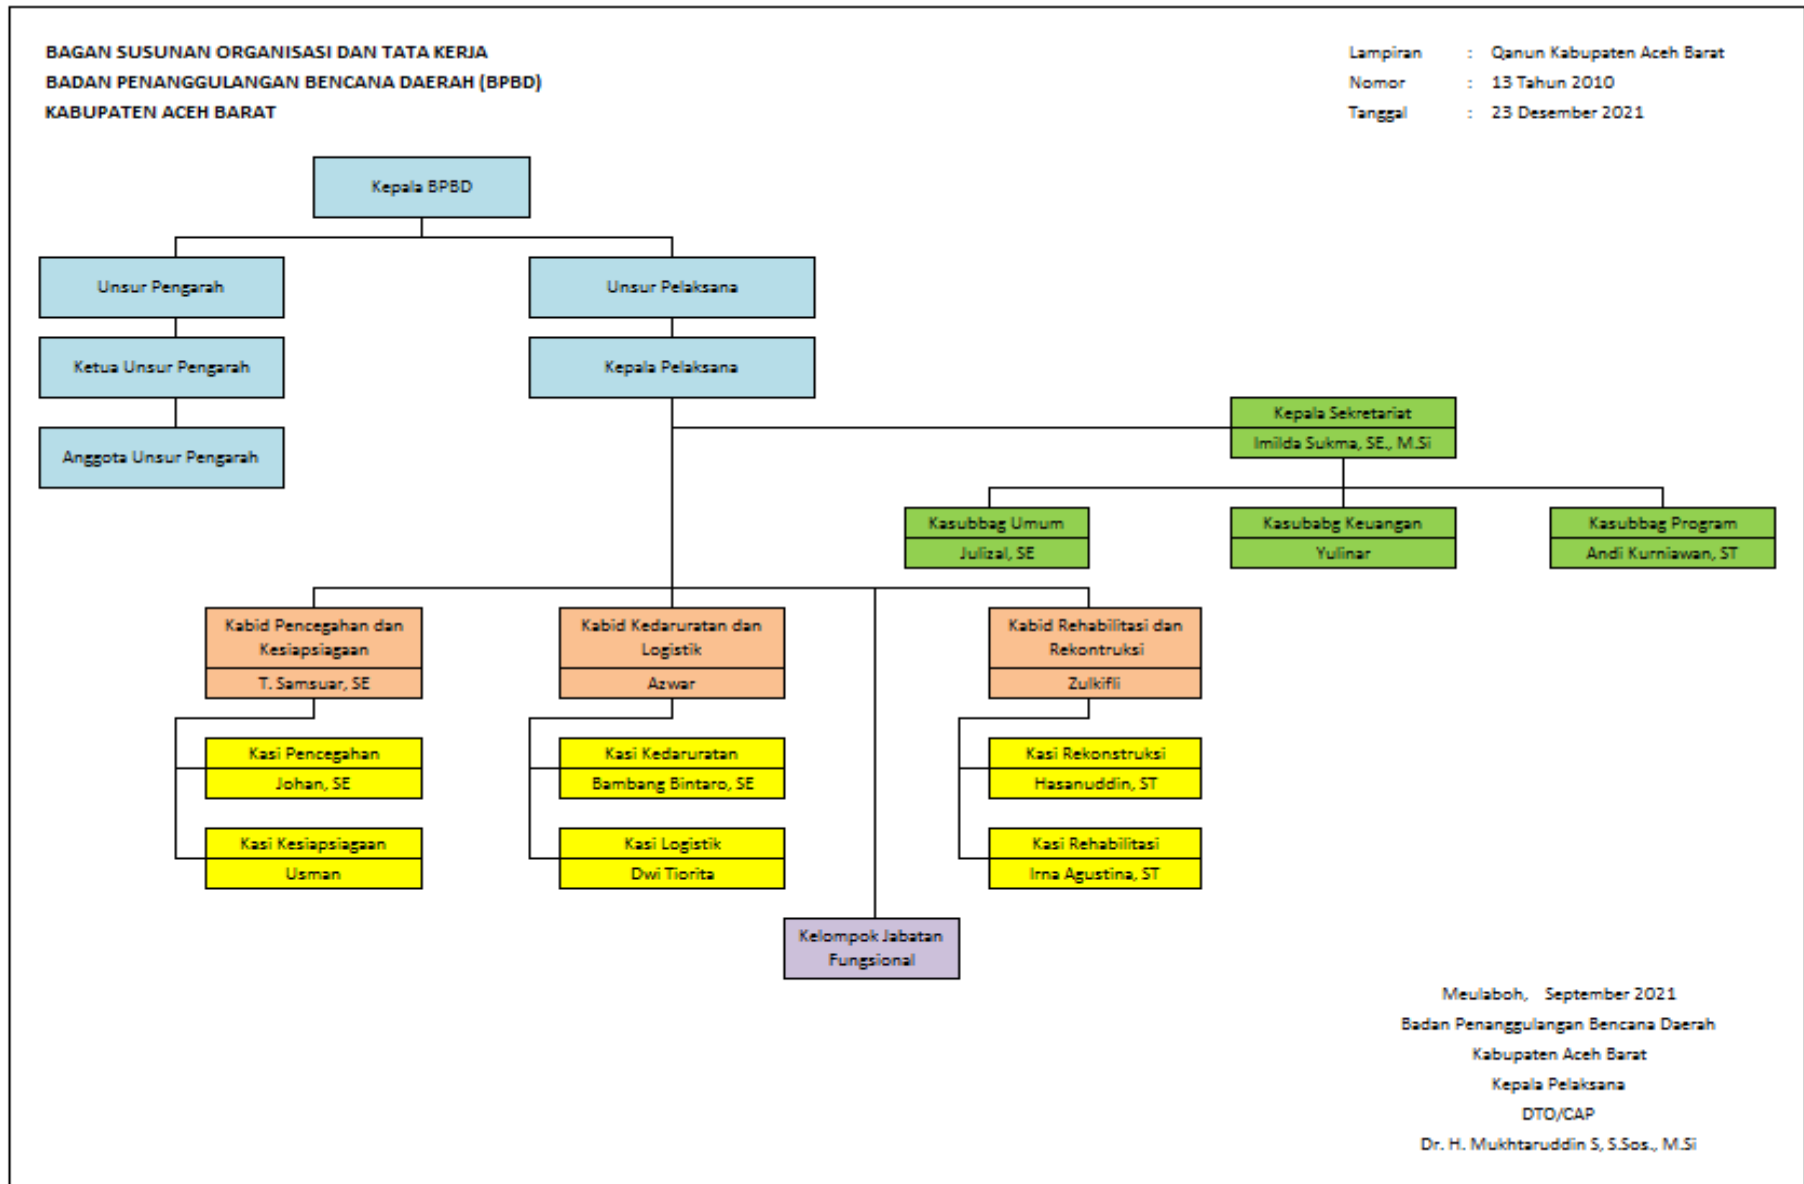 BAGAN SUSUNAN ORGANISASI DAN TATA KERJA
BADAN PENANGGULANGAN BENCANA DAERAH (BPBD)
KABUPATEN ACEH BARAT
Lampiran : Qanun Kabupaten Aceh Barat
Nomor : 13 Tahun 2010
Tanggal : 23 Desember 2021
Kepala BPBD
Unsur Pengarah
Unsur Pelaksana
Ketua Unsur Pengarah
Kepala Pelaksana
Anggota Unsur Pengarah
Kepala Sekretariat
Imilda Sukma, SE., M.Si
Kasubbag Umum
Julizal, SE
Kasubabg Keuangan
Yulinar
Kasubbag Program
Andi Kurniawan, ST
Kabid Pencegahan dan
Kesiapsiagaan
T. Samsuar, SE
Kabid Kedaruratan dan
Logistik
Azwar
Kabid Rehabilitasi dan
Rekontruksi
Zulkifli
Kasi Pencegahan
Johan, SE
Kasi Kedaruratan
Bambang Bintaro, SE
Kasi Rekonstruksi
Hasanuddin, ST
Kasi Kesiapsiagaan
Usman
Kasi Logistik
Dwi Tiorita
Kasi Rehabilitasi
Irna Agustina, ST
Kelompok Jabatan
Fungsional
Meulaboh, September 2021
Badan Penanggulangan Bencana Daerah
Kabupaten Aceh Barat
Kepala Pelaksana
DTO/CAP
Dr. H. Mukhtaruddin S, S.Sos., M.Si